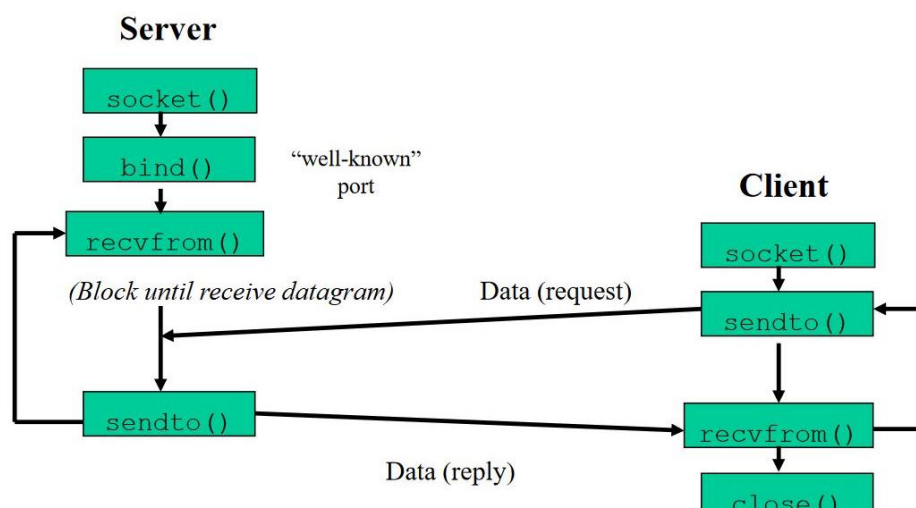 Server
socket()
bind()
“well-known”
port
recvfrom()
(Block until receive datagram)
sendto()
Client
socket()
Data (request)
sendto()
recvfrom()
Data (reply)
close()